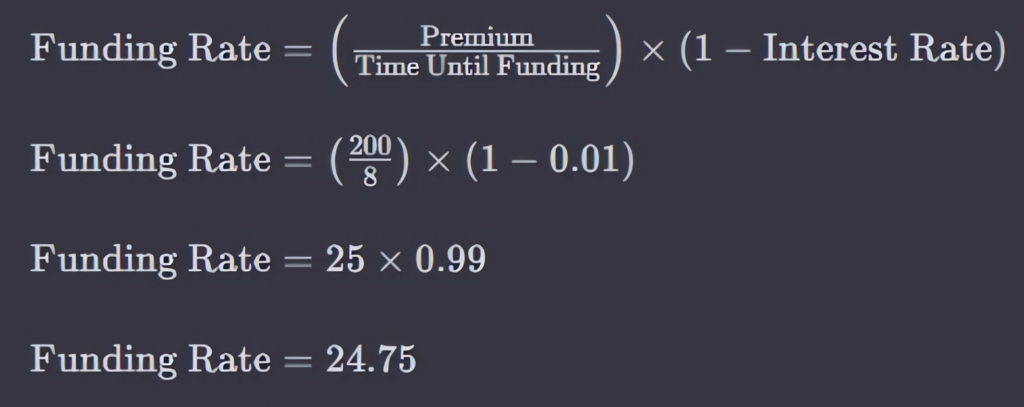 Funding Rate = (Premium / Time Until Funding) × (1 − Interest Rate)
Funding Rate = (200 / 8) × (1 − 0.01)
Funding Rate = 25 × 0.99
Funding Rate = 24.75